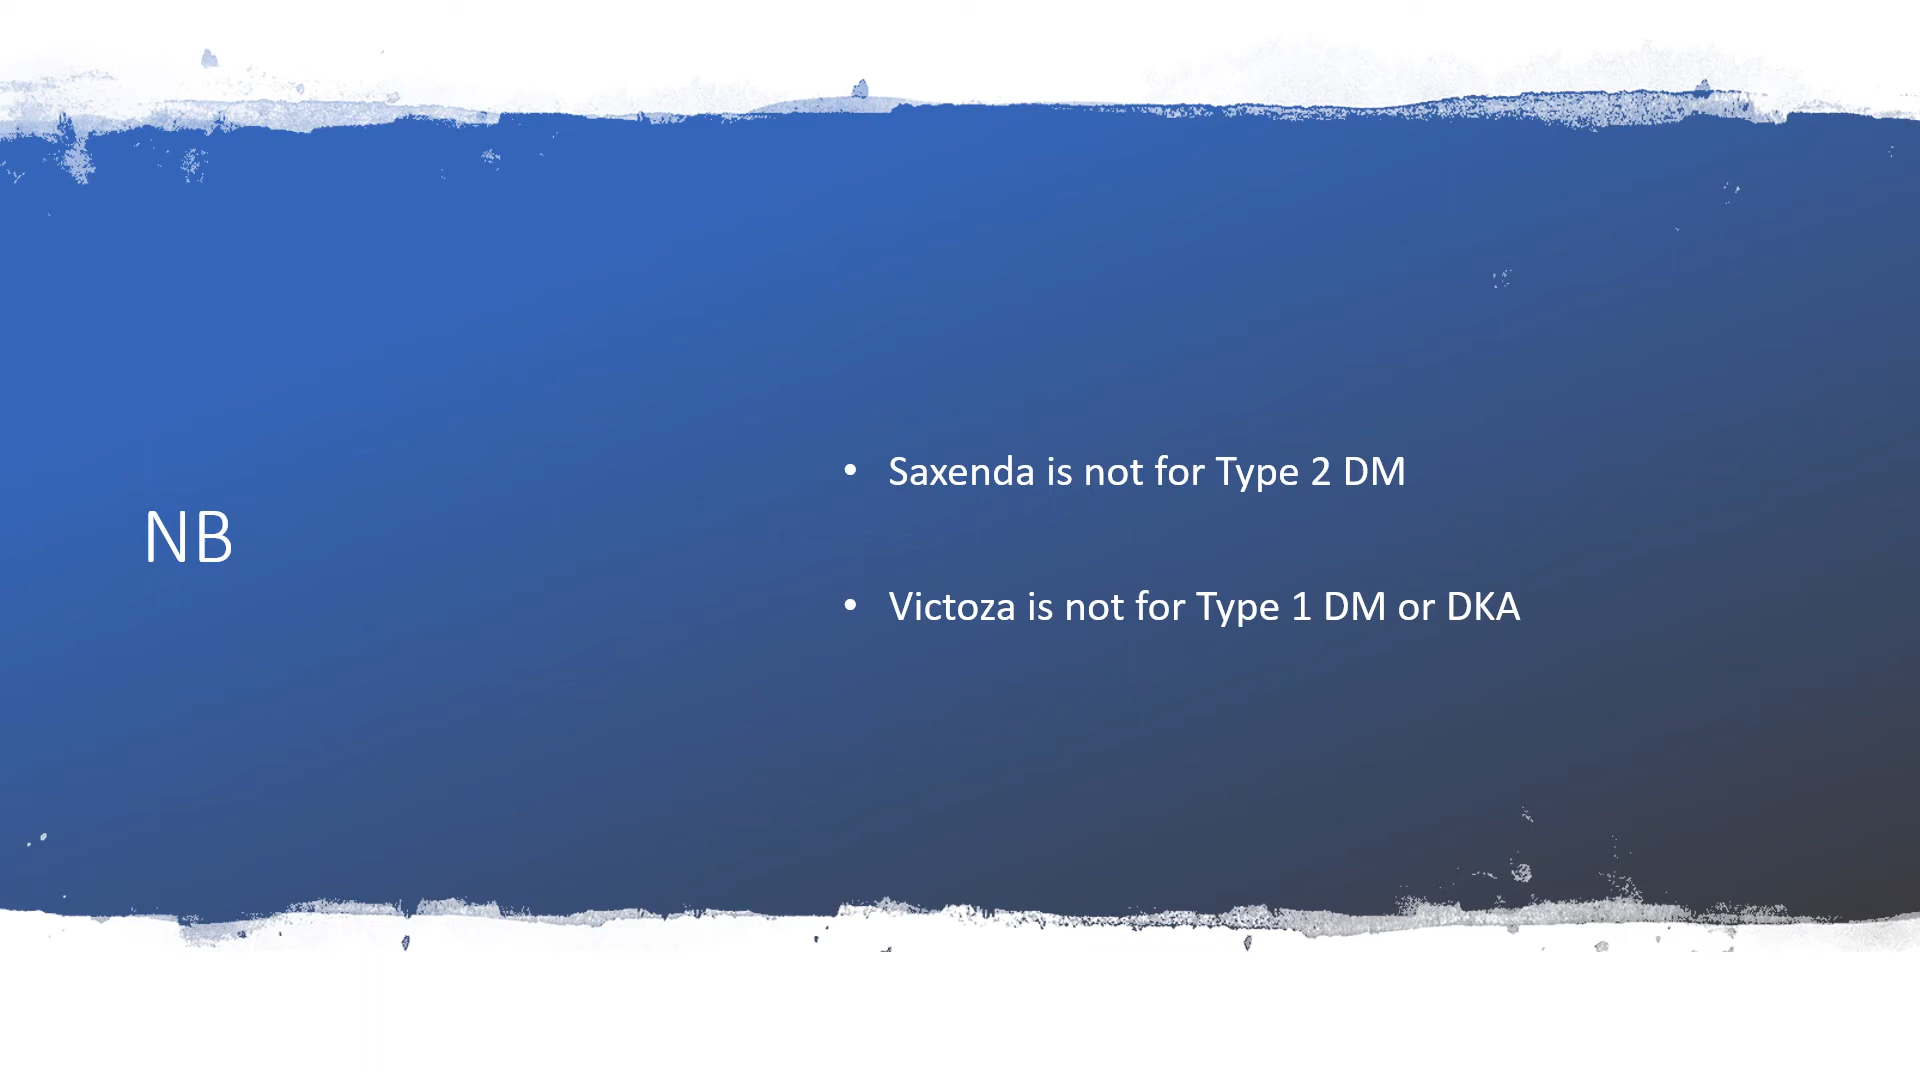 NB
• Saxenda is not for Type 2 DM
• Victoza is not for Type 1 DM or DKA